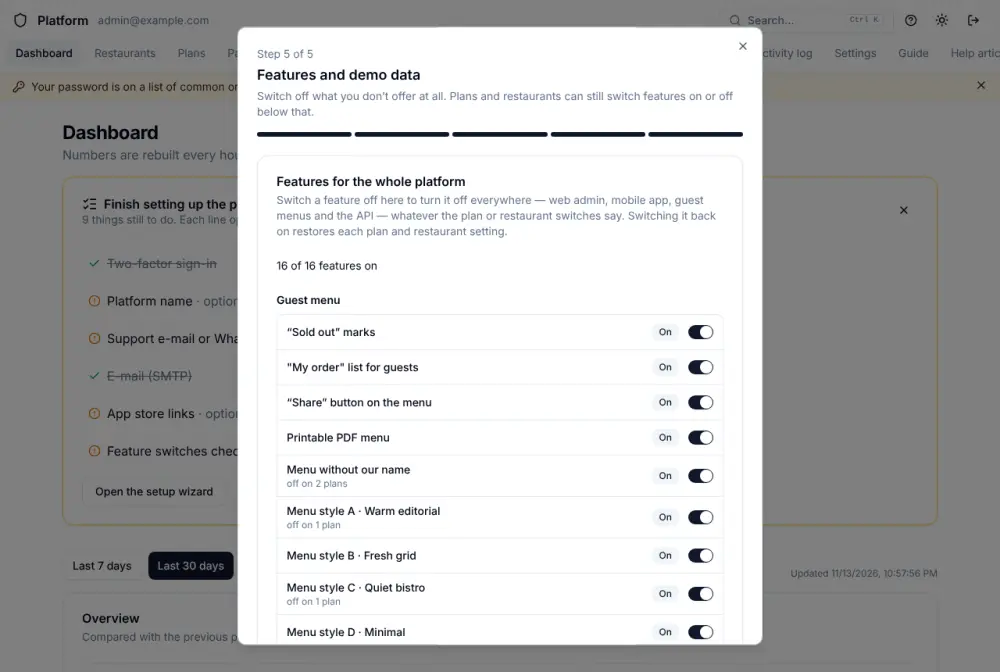 Platform admin@example.com
Search... Ctrl K
Dashboard Restaurants Plans
ctivity log Settings Guide Help artic
Your password is on a list of common or
Dashboard
Numbers are rebuilt every hou
Finish setting up the p
9 things still to do. Each line op
Two-factor sign-in
Platform name · option
Support e-mail or Wha
E-mail (SMTP)
App store links · optio
Feature switches chec
Open the setup wizard
Last 7 days Last 30 days
Updated 11/13/2026, 10:57:56 PM
Overview
Compared with the previous p
Step 5 of 5
Features and demo data
Switch off what you don’t offer at all. Plans and restaurants can still switch features on or off
below that.
Features for the whole platform
Switch a feature off here to turn it off everywhere — web admin, mobile app, guest
menus and the API — whatever the plan or restaurant switches say. Switching it back
on restores each plan and restaurant setting.
16 of 16 features on
Guest menu
“Sold out” marks On
"My order" list for guests On
“Share” button on the menu On
Printable PDF menu On
Menu without our name On
off on 2 plans
Menu style A · Warm editorial On
off on 1 plan
Menu style B · Fresh grid On
Menu style C · Quiet bistro On
off on 1 plan
Menu style D · Minimal On